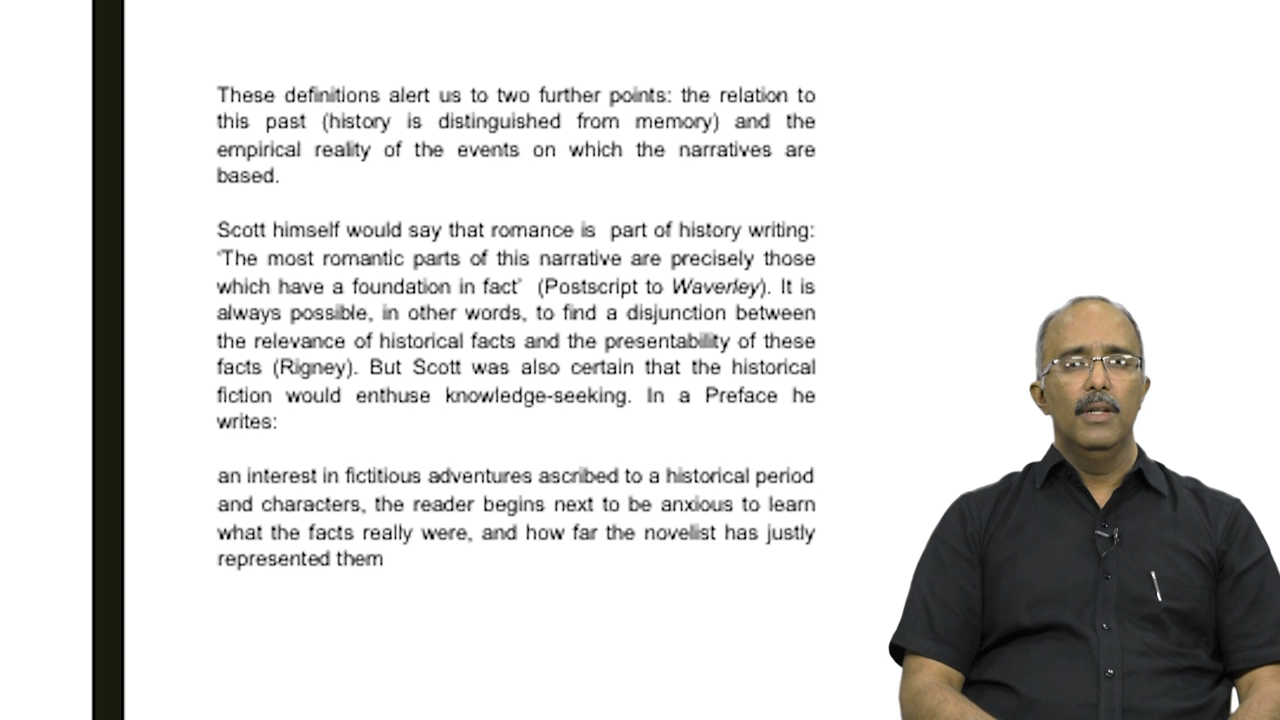 These definitions alert us to two further points: the relation to
this past (history is distinguished from memory) and the
empirical reality of the events on which the narratives are
based.
Scott himself would say that romance is part of history writing:
'The most romantic parts of this narrative are precisely those
which have a foundation in fact' (Postscript to Waverley). It is
always possible, in other words, to find a disjunction between
the relevance of historical facts and the presentability of these
facts (Rigney). But Scott was also certain that the historical
fiction would enthuse knowledge-seeking. In a Preface he
writes:
an interest in fictitious adventures ascribed to a historical period
and characters, the reader begins next to be anxious to learn
what the facts really were, and how far the novelist has justly
represented them